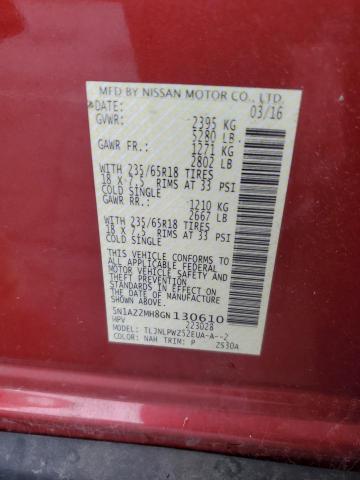 MFD BY NISSAN MOTOR CO., LTD.
DATE: 03/16
GVWR: 2395 KG
5280 LB
GAWR FR.: 1271 KG
2802 LB
WITH 235/65R18 TIRES
18 X 7.5 RIMS AT 33 PSI
COLD SINGLE
GAWR RR.: 1210 KG
2667 LB
WITH 235/65R18 TIRES
18 X 7.5 RIMS AT 33 PSI
COLD SINGLE
THIS VEHICLE CONFORMS TO ALL
APPLICABLE FEDERAL MOTOR VEHICLE
SAFETY STANDARDS IN EFFECT ON THE
DATE OF MANUFACTURE SHOWN ABOVE.
5N1AZ2MH8GN130610
MPV 223028
MODEL: TLJNLPWZ52EUA-A--2
COLOR: NAH TRIM: P ZS30A